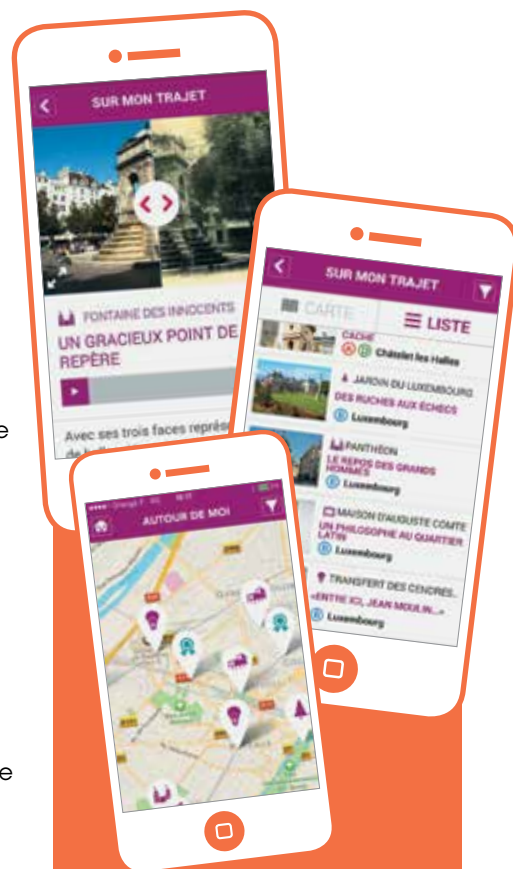 SUR MON TRAJET
FONTAINE DES INNOCENTS
UN GRACIEUX POINT DE
REPÈRE
Avec ses trois faces représe
SUR MON TRAJET
CARTE
LISTE
CACHÉ
A D Châtelet les Halles
JARDIN DU LUXEMBOURG
DES RUCHES AUX ÉCHECS
B Luxembourg
PANTHÉON
LE REPOS DES GRANDS
HOMMES
B Luxembourg
MAISON D'AUGUSTE COMTE
UN PHILOSOPHE AU QUARTIER
LATIN
B Luxembourg
TRANSFERT DES CENDRES..
«ENTRE ICI, JEAN MOULIN...»
B Luxembourg
AUTOUR DE MOI
e
e